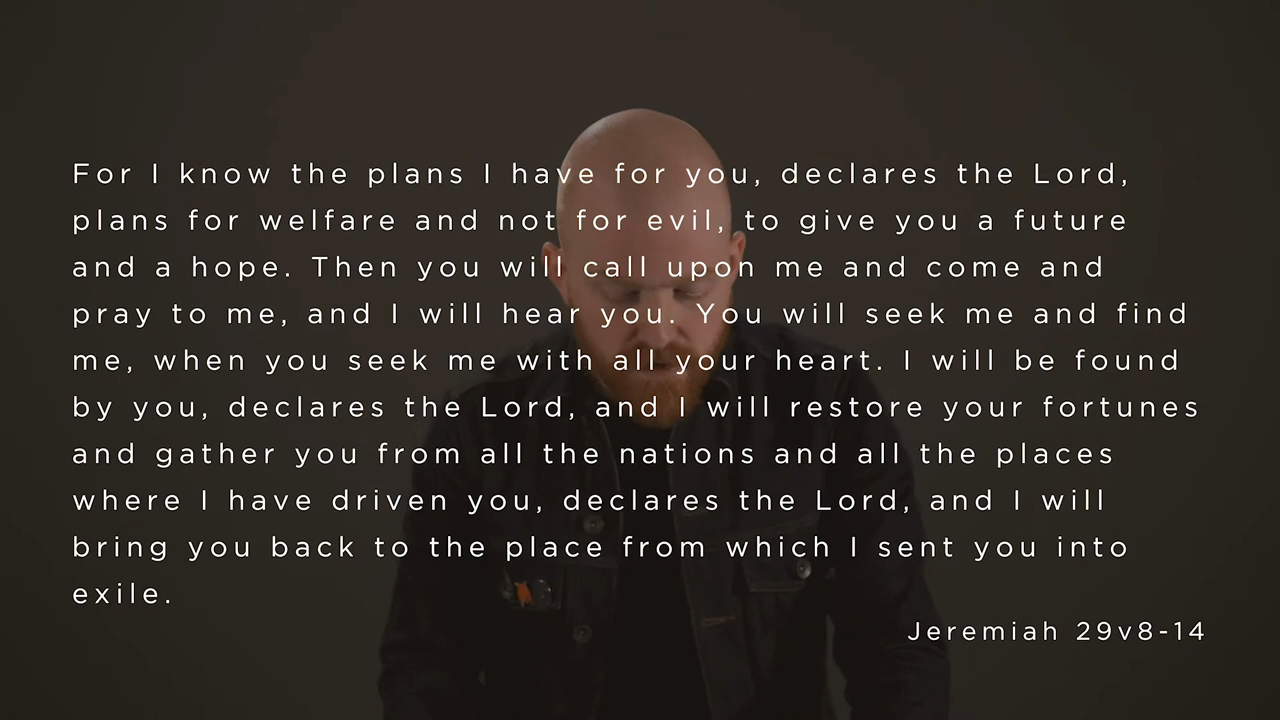 For I know the plans I have for you, declares the Lord,
plans for welfare and not for evil, to give you a future
and a hope. Then you will call upon me and come and
pray to me, and I will hear you. You will seek me and find
me, when you seek me with all your heart. I will be found
by you, declares the Lord, and I will restore your fortunes
and gather you from all the nations and all the places
where I have driven you, declares the Lord, and I will
bring you back to the place from which I sent you into
exile.
Jeremiah 29v8-14